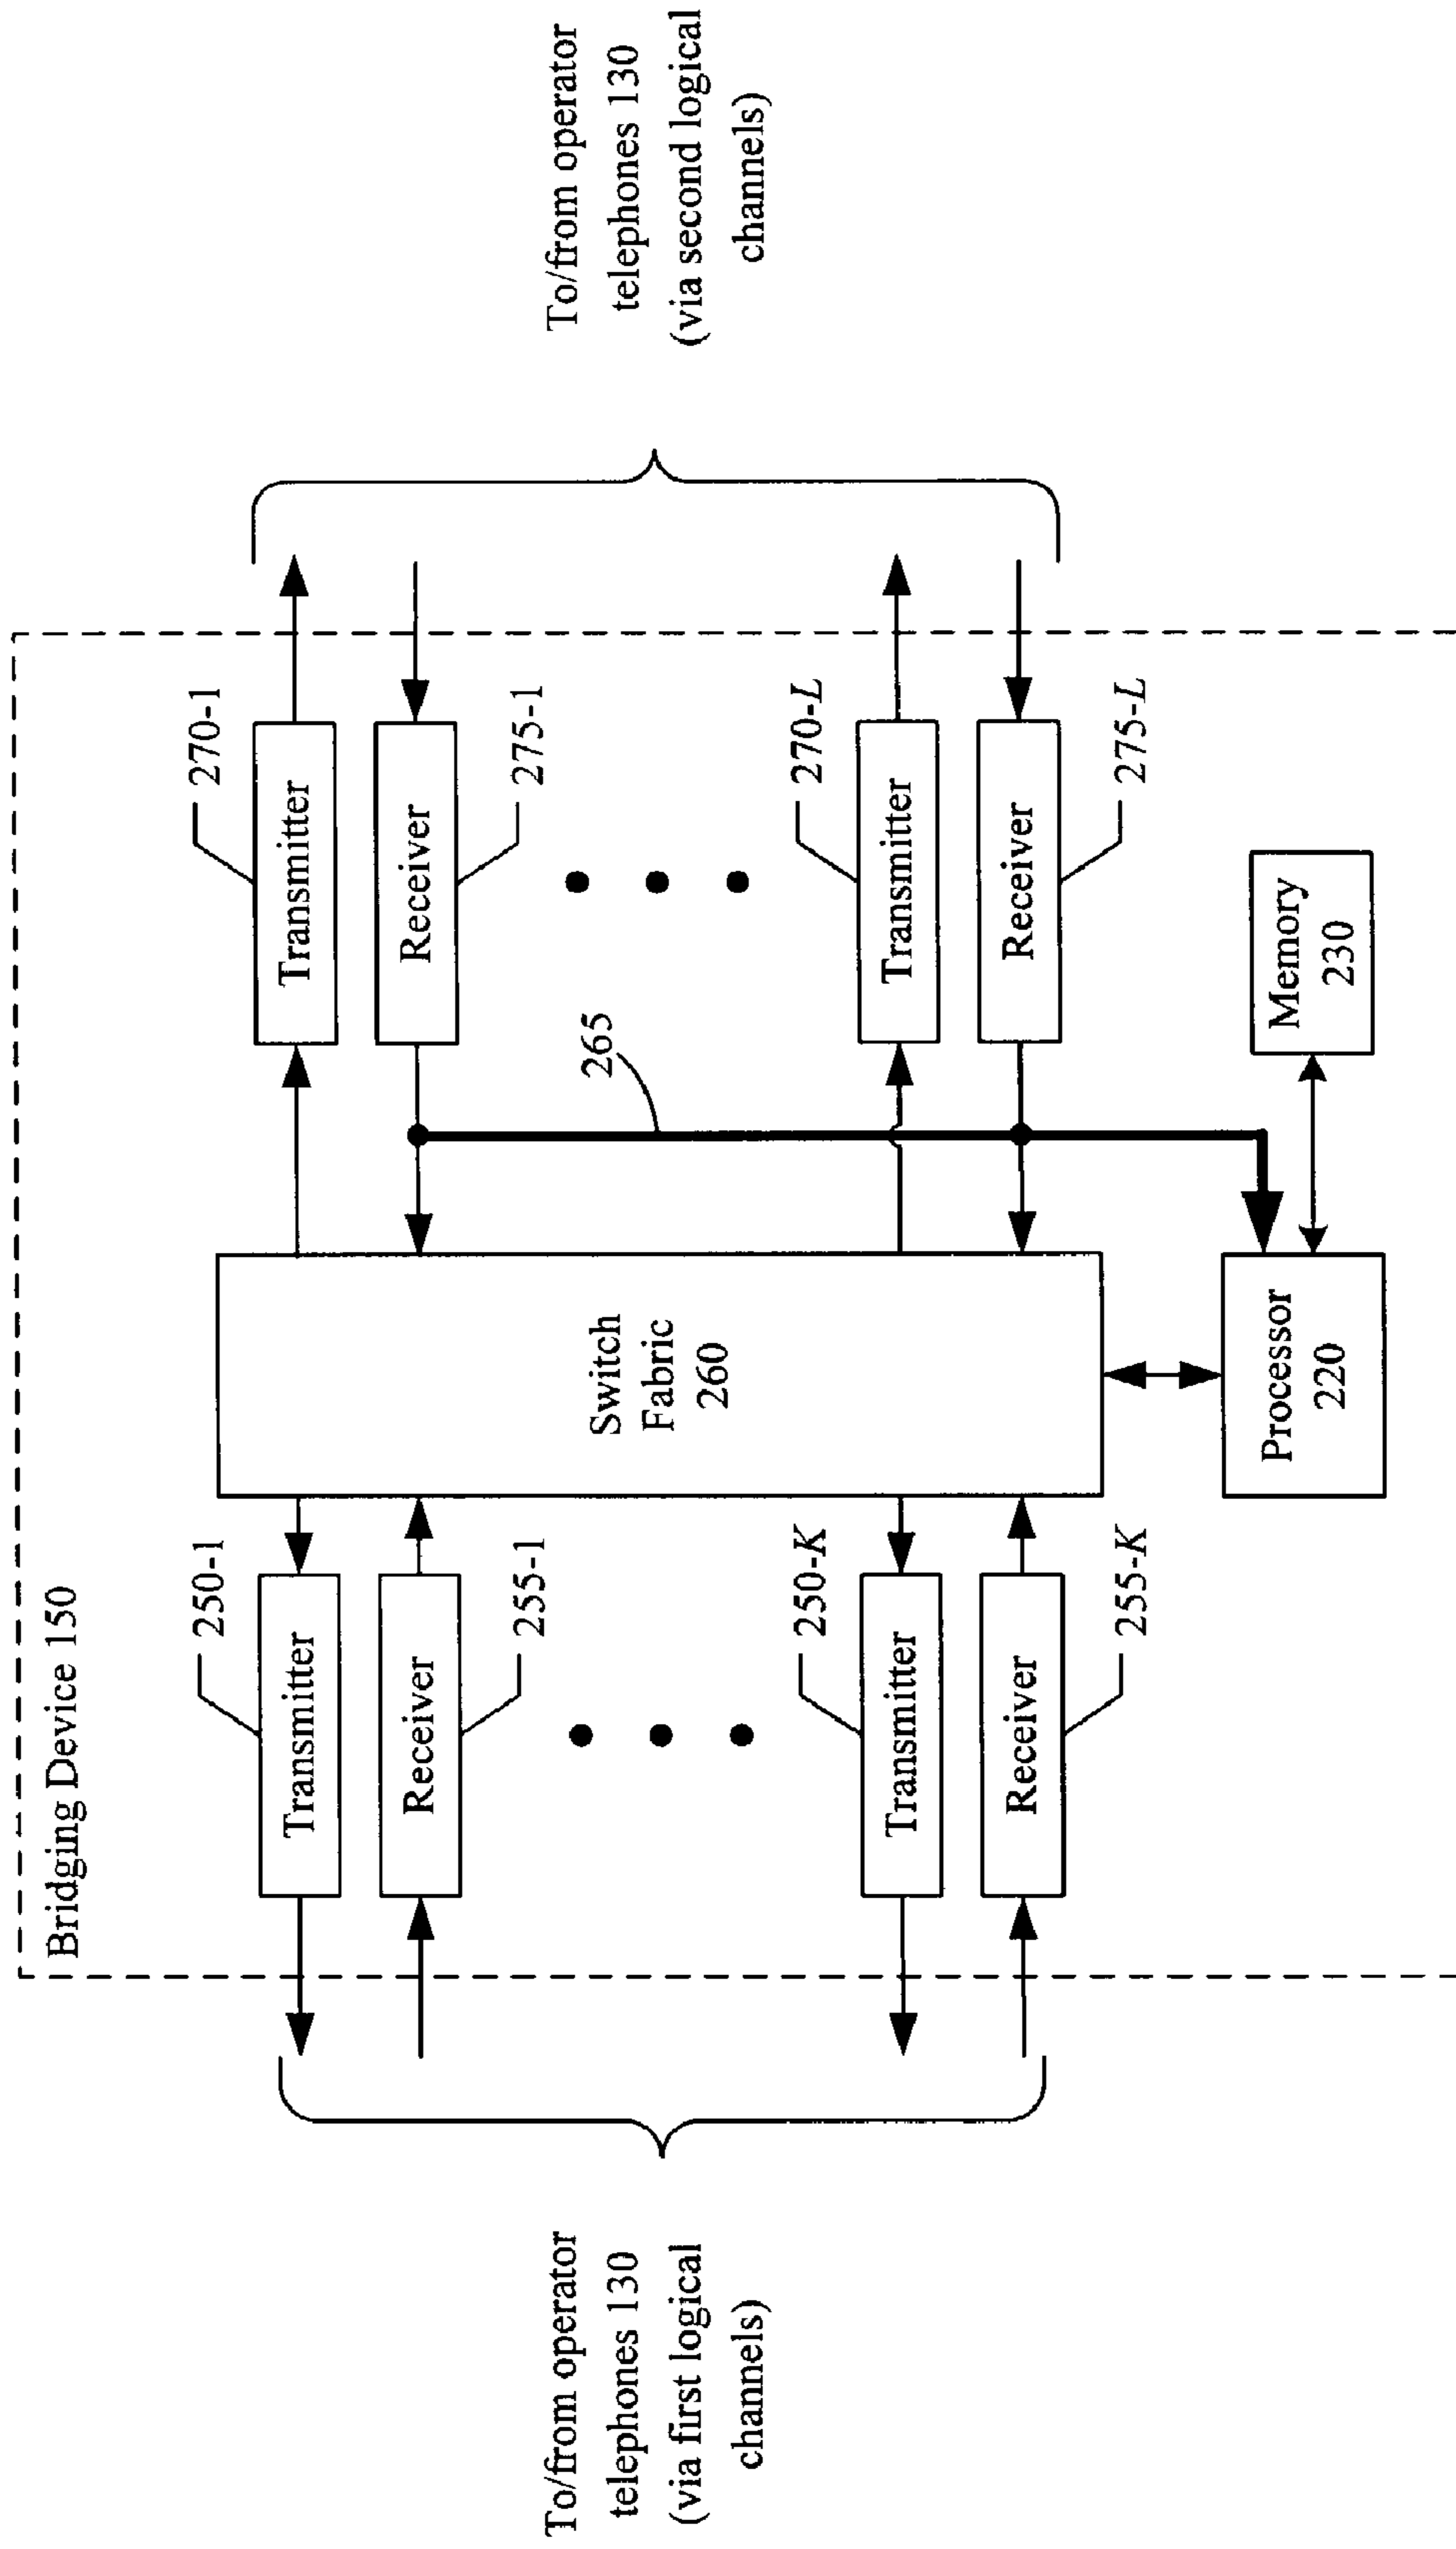 Bridging Device 150
To/from operator
telephones 130
(via first logical
channels)
250-1
Transmitter
Receiver
255-1
250-K
Transmitter
Receiver
255-K
Switch
Fabric
260
Processor
220
265
270-1
Transmitter
Receiver
275-1
270-L
Transmitter
Receiver
275-L
Memory
230
To/from operator
telephones 130
(via second logical
channels)